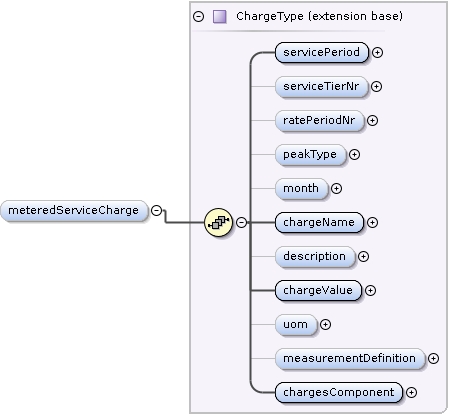 ChargeType (extension base)
servicePeriod
serviceTierNr
ratePeriodNr
peakType
month
meteredServiceCharge
chargeName
description
chargeValue
uom
measurementDefinition
chargesComponent